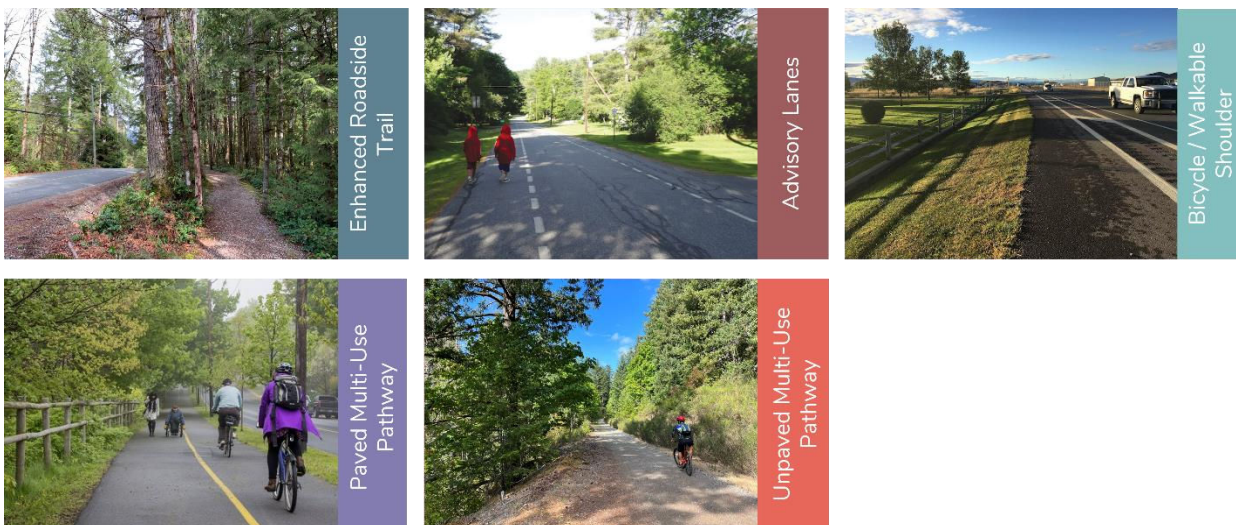 Enhanced Roadside
Trail
Advisory Lanes
Bicycle / Walkable
Shoulder
Paved Multi-Use
Pathway
Unpaved Multi-Use
Pathway